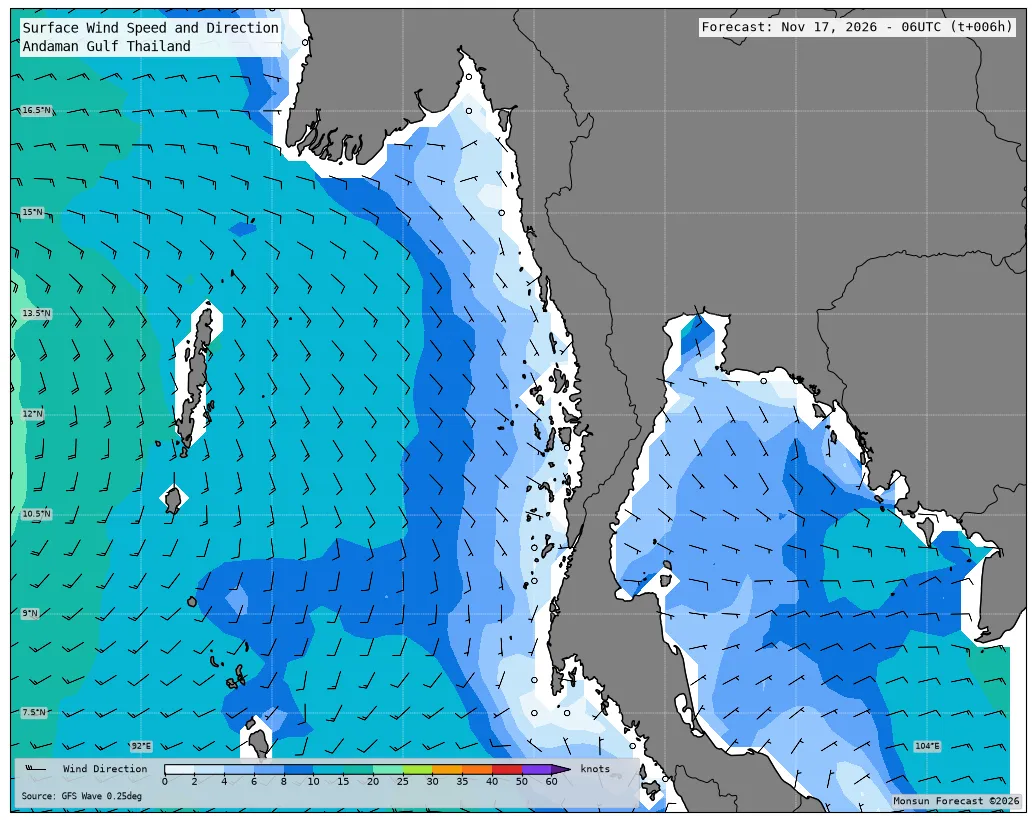 Surface Wind Speed and Direction
Andaman Gulf Thailand
Forecast: Nov 17, 2026 - 06UTC (t+006h)
16.5°N
15°N
13.5°N
12°N
10.5°N
9°N
7.5°N
92°E
104°E
Wind Direction
0 2 4 6 8 10 15 20 25 30 35 40 50 60
knots
Source: GFS Wave 0.25deg
Monsun Forecast ©2026